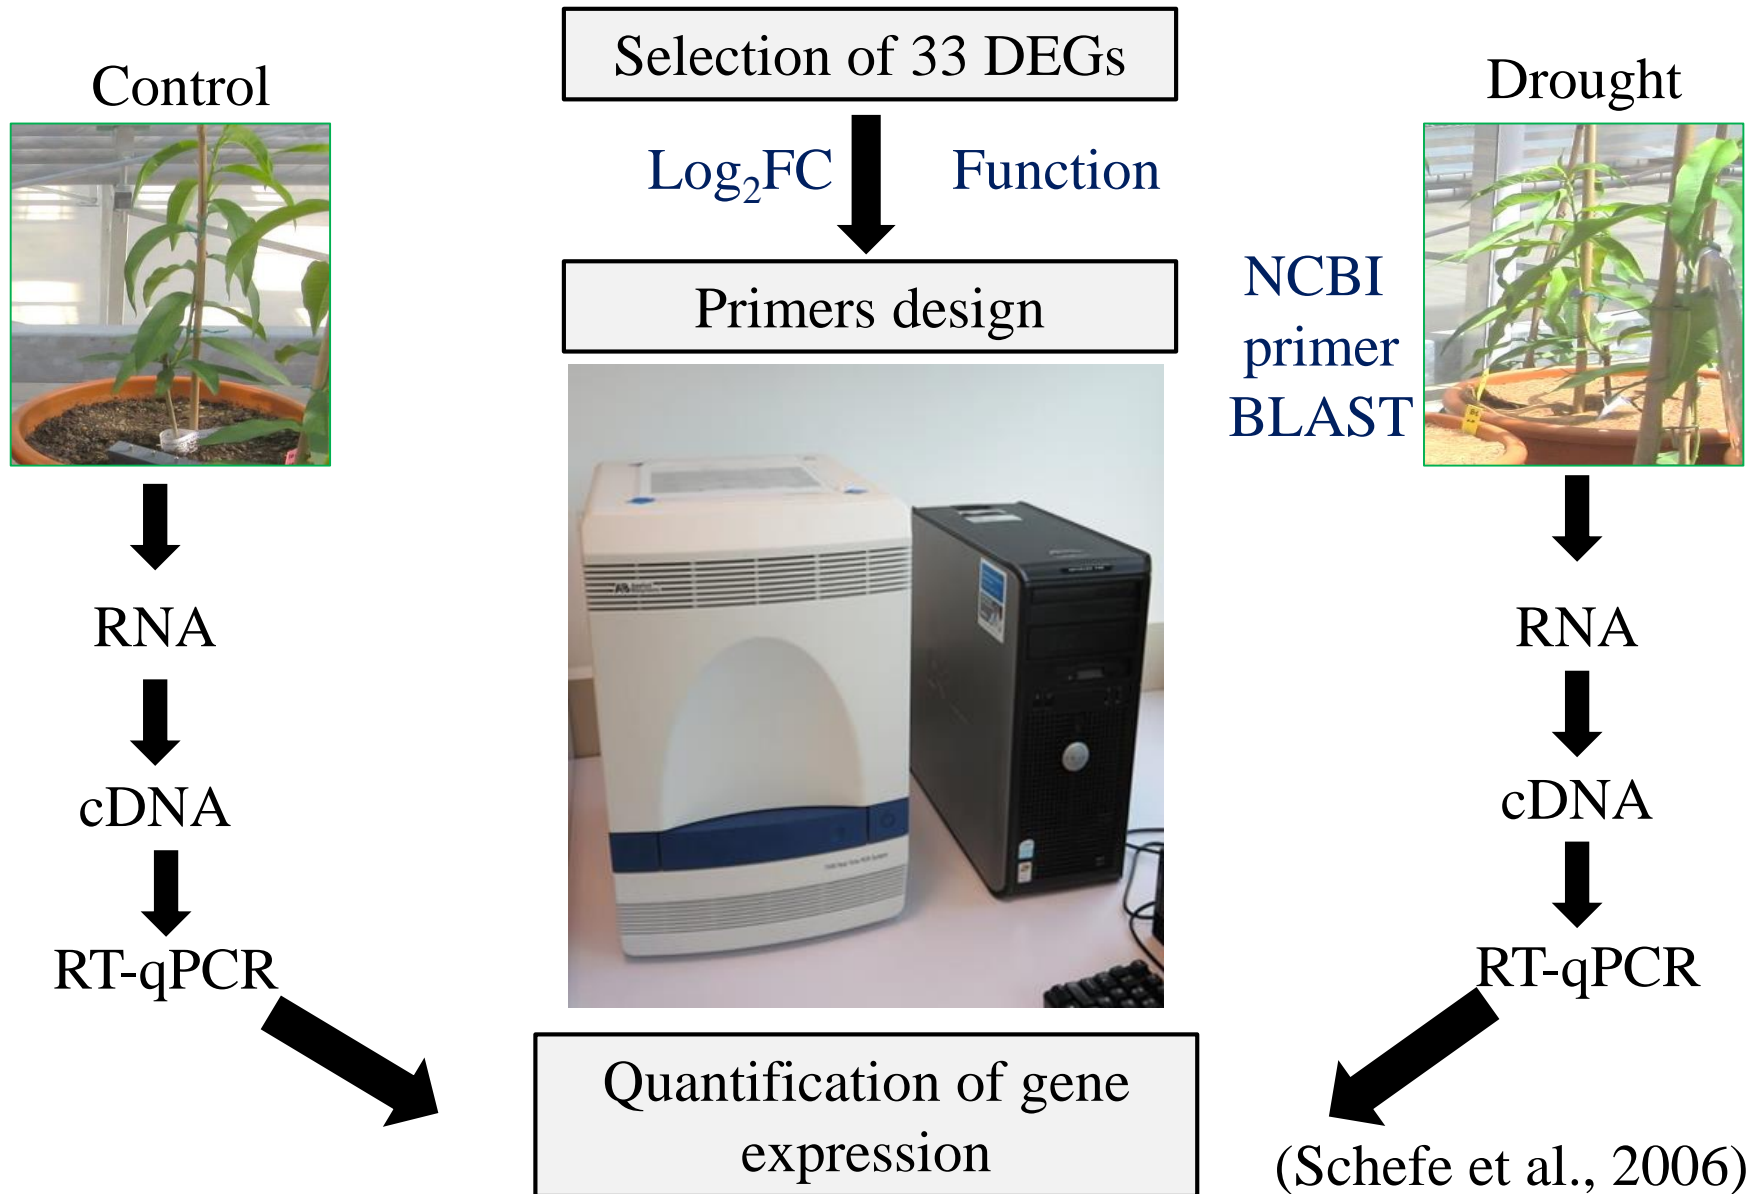 Selection of 33 DEGs
Control
Drought
Log₂FC
Function
NCBI
primer
BLAST
Primers design
RNA
RNA
cDNA
cDNA
RT-qPCR
RT-qPCR
Quantification of gene
expression
(Schefe et al., 2006)